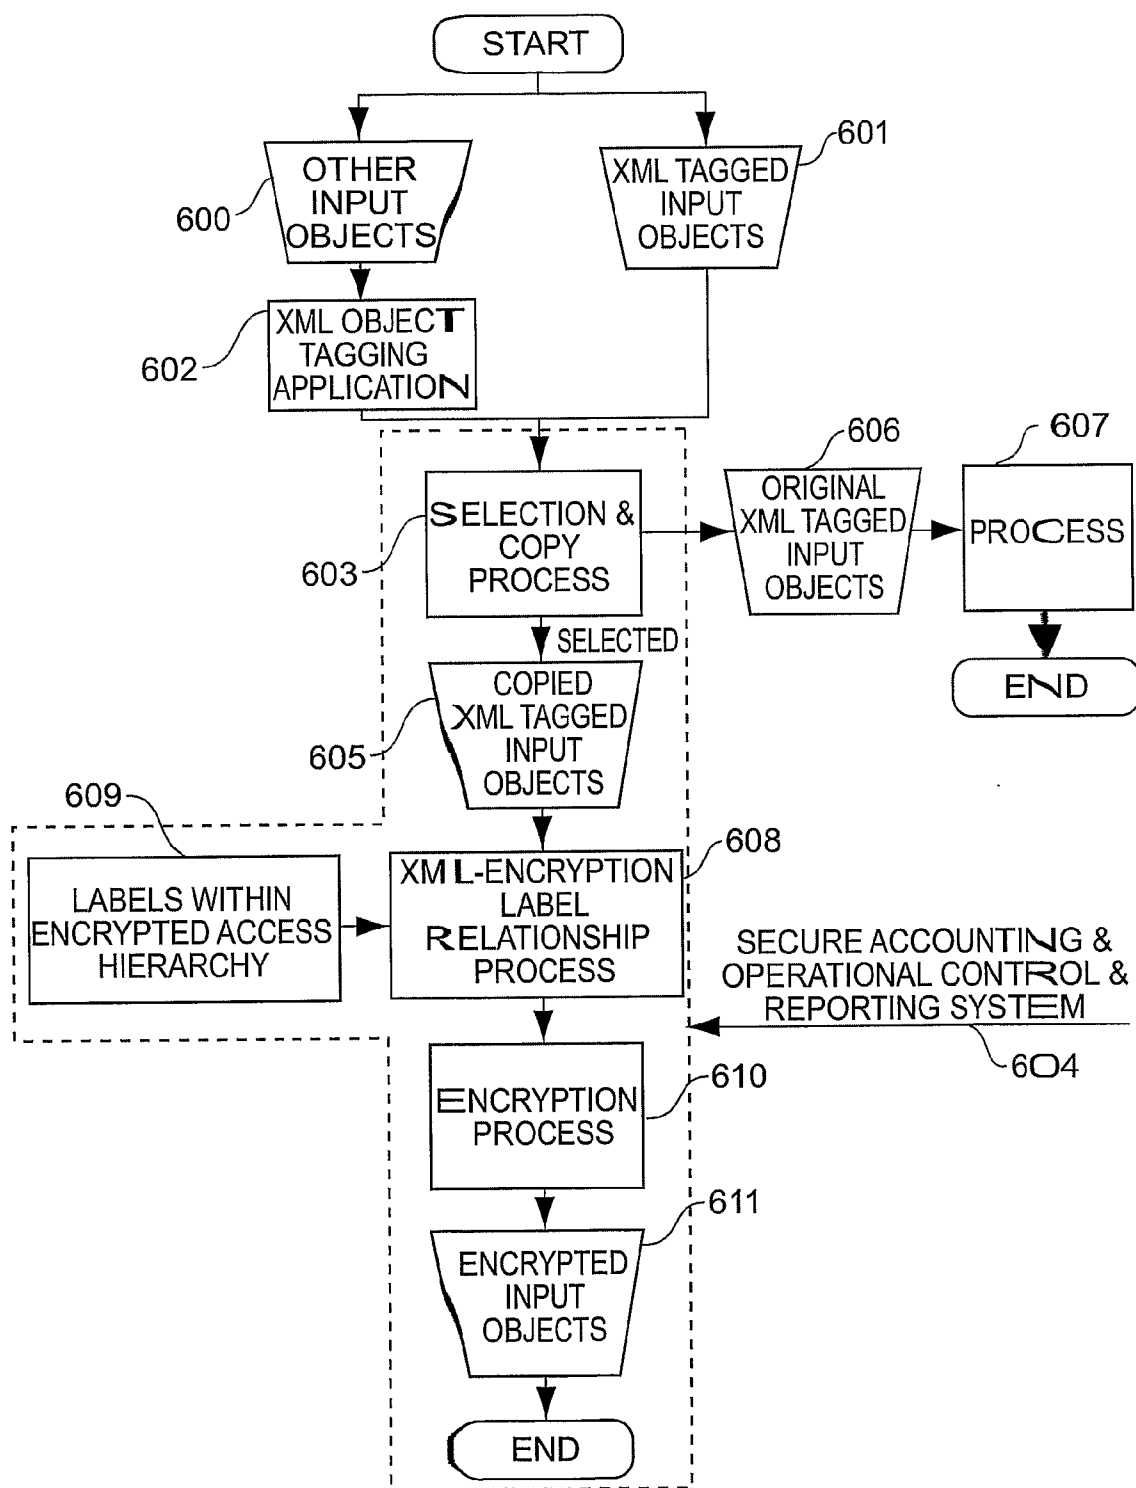 START
600
OTHER
INPUT
OBJECTS
601
XML TAGGED
INPUT
OBJECTS
602
XML OBJECT
TAGGING
APPLICATION
603
SELECTION &
COPY
PROCESS
606
ORIGINAL
XML TAGGED
INPUT
OBJECTS
607
PROCESS
END
SELECTED
605
COPIED
XML TAGGED
INPUT
OBJECTS
609
LABELS WITHIN
ENCRYPTED ACCESS
HIERARCHY
608
XML-ENCRYPTION
LABEL
RELATIONSHIP
PROCESS
SECURE ACCOUNTING &
OPERATIONAL CONTROL &
REPORTING SYSTEM
604
610
ENCRYPTION
PROCESS
611
ENCRYPTED
INPUT
OBJECTS
END